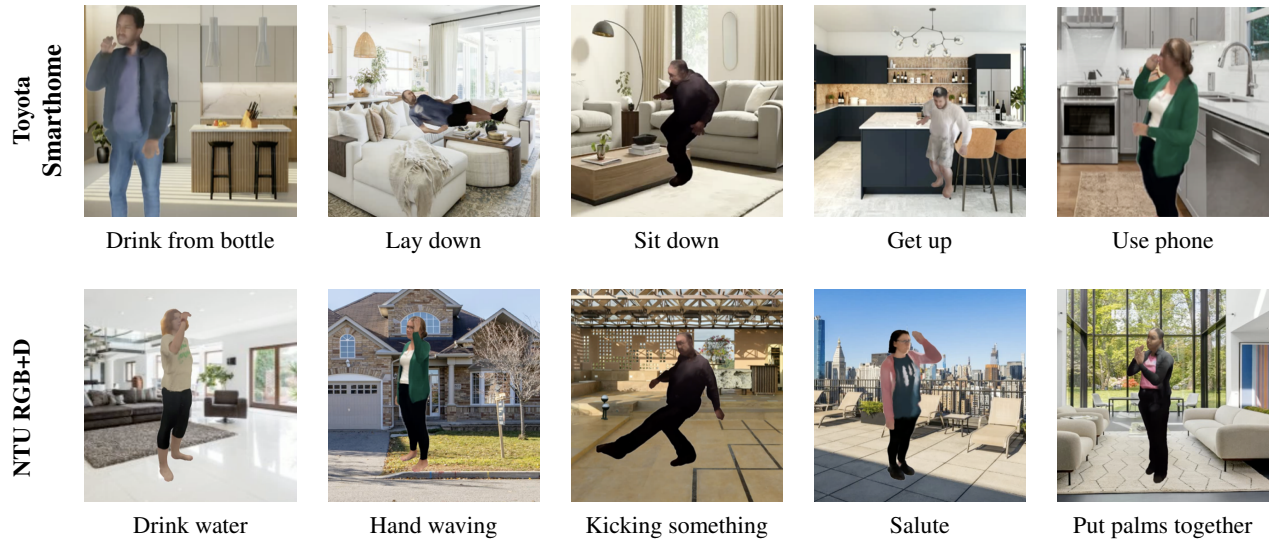 Toyota
Smarthome
Drink from bottle
Lay down
Sit down
Get up
Use phone
NTU RGB+D
Drink water
Hand waving
Kicking something
Salute
Put palms together